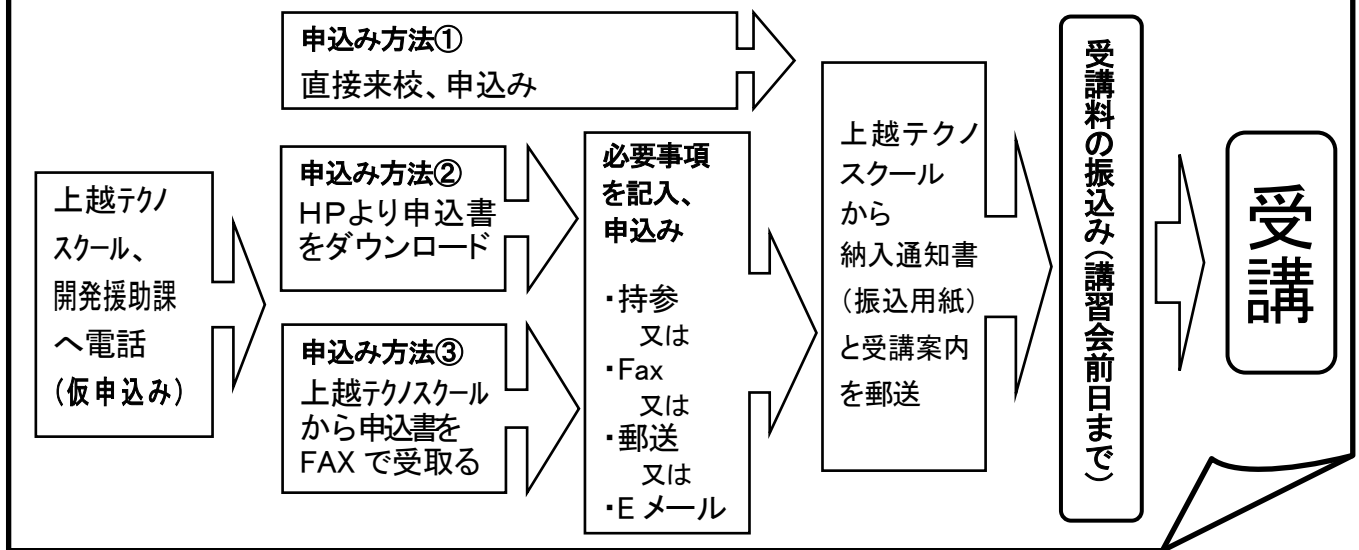 申込み方法①
直接来校、申込み
上越テクノ
スクール、
開発援助課
へ電話
(仮申込み)
申込み方法②
HPより申込書
をダウンロード
申込み方法③
上越テクノスクール
から申込書を
FAX で受取る
必要事項
を記入、
申込み
・持参
又は
・Fax
又は
・郵送
又は
・E メール
上越テクノ
スクール
から
納入通知書
（振込用紙）
と受講案内
を郵送
受講料の振込み（講習会前日まで）
受講